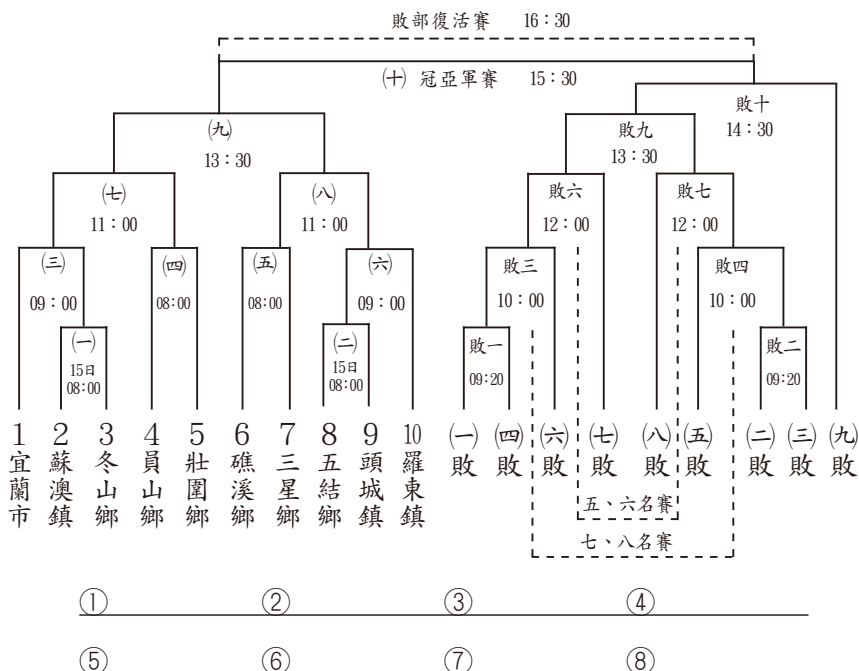 敗部復活賽 16:30
㈩ 冠亞軍賽 15:30
敗十
14:30
㈨
13:30
敗九
13:30
㈦
11:00
㈧
11:00
敗六
12:00
敗七
12:00
㈢
09:00
㈣
08:00
㈤
08:00
㈥
09:00
敗三
10:00
敗四
10:00
㈠
15日
08:00
㈡
15日
08:00
敗一
09:20
敗二
09:20
1宜蘭市
2蘇澳鎮
3冬山鄉
4員山鄉
5壯圍鄉
6礁溪鄉
7三星鄉
8五結鄉
9頭城鎮
10羅東鎮
㈠敗
㈣敗
㈥敗
㈦敗
㈧敗
㈤敗
㈡敗
㈢敗
㈨敗
五、六名賽
七、八名賽
① ② ③ ④
⑤ ⑥ ⑦ ⑧